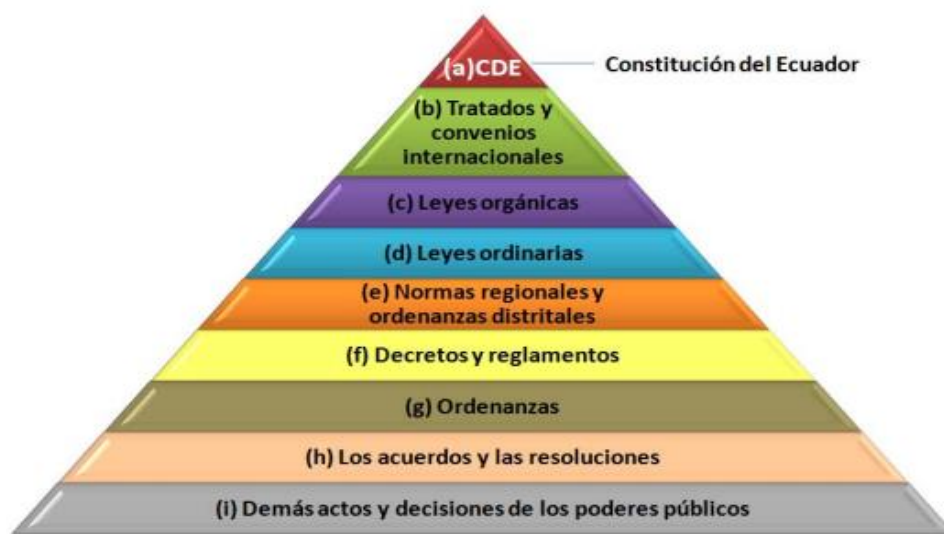 (a)CDE
Constitución del Ecuador
(b) Tratados y
convenios
internacionales
(c) Leyes orgánicas
(d) Leyes ordinarias
(e) Normas regionales y
ordenanzas distritales
(f) Decretos y reglamentos
(g) Ordenanzas
(h) Los acuerdos y las resoluciones
(i) Demás actos y decisiones de los poderes públicos